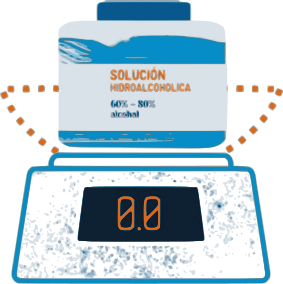 SOLUCIÓN
HIDROALCOHOLICA
60% - 80%
alcohol
0.0